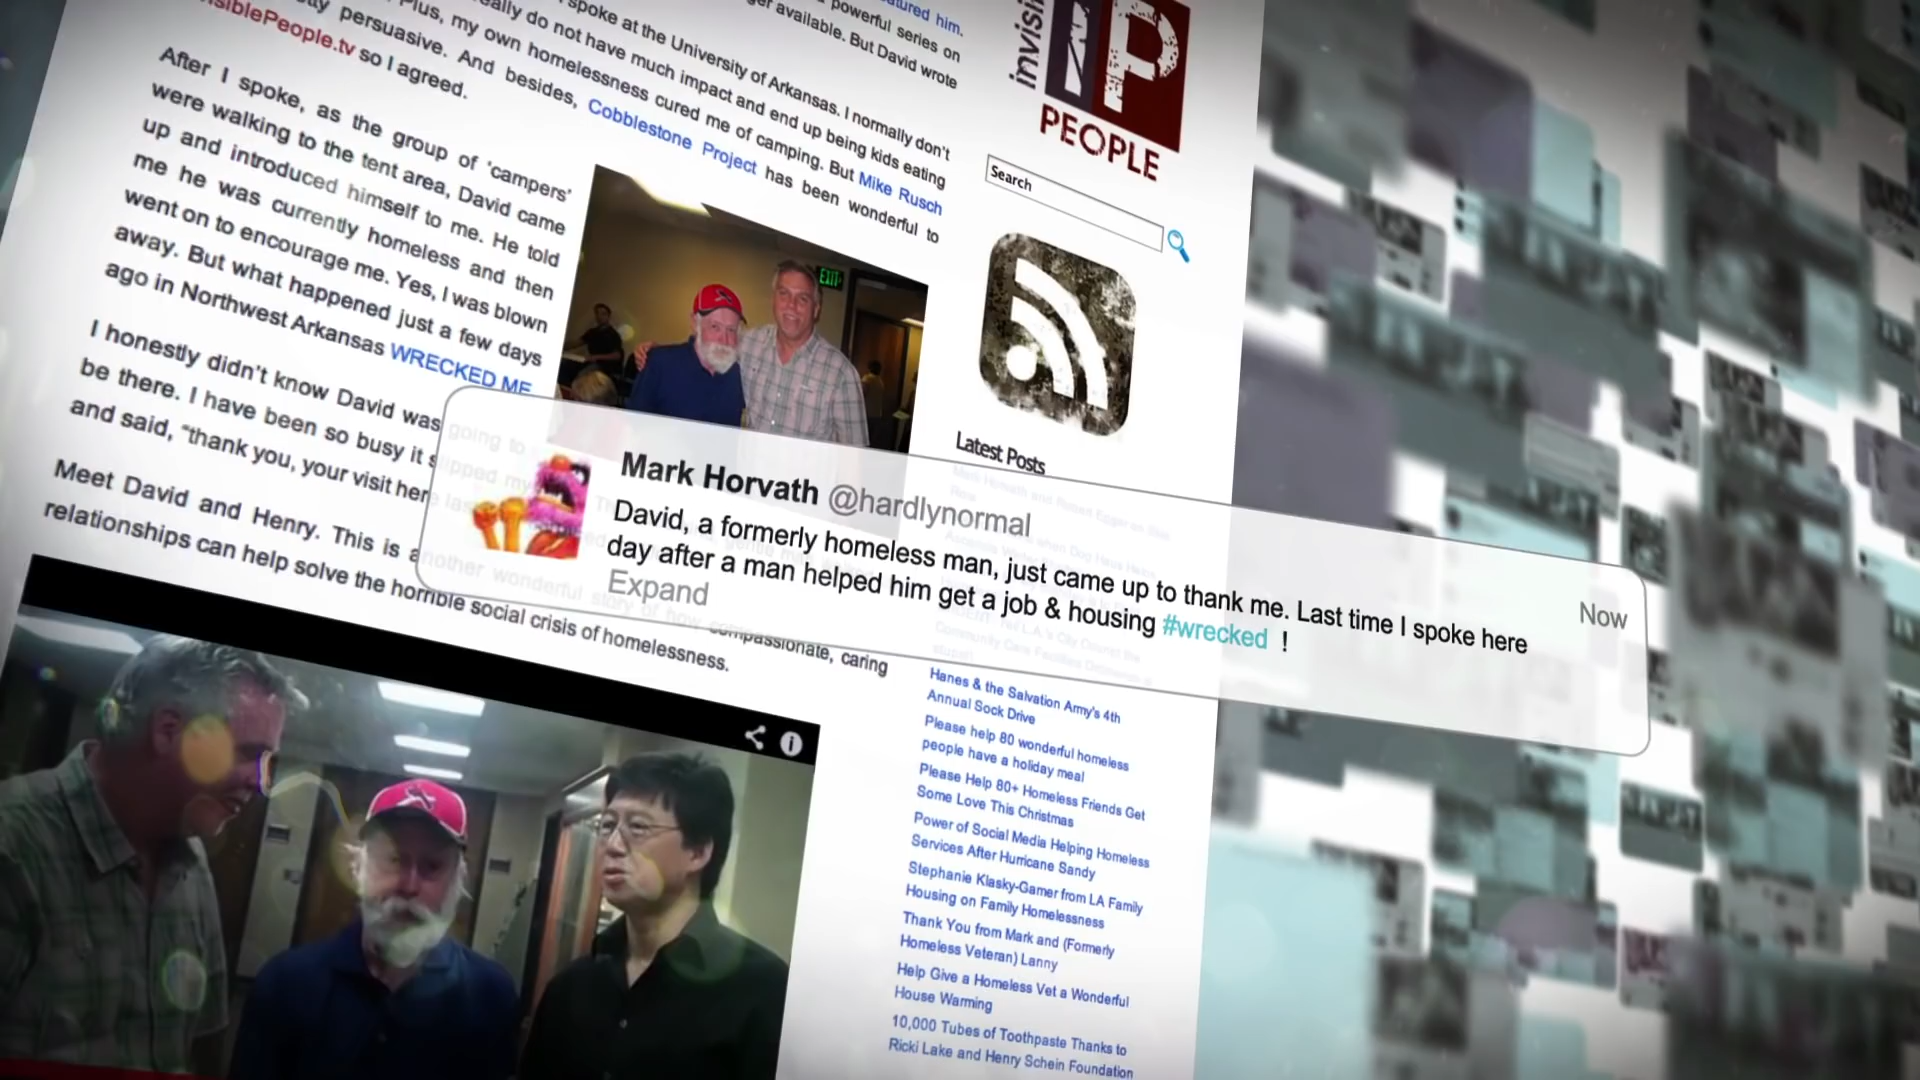 atured him.
powerful series on
ger available. But David wrote
spoke at the University of Arkansas. I normally don't
eally do not have much impact and end up being kids eating
Plus, my own homelessness cured me of camping. But Mike Rusch
persuasive. And besides, Cobblestone Project has been wonderful to
isiblePeople.tv so I agreed.
After I spoke, as the group of 'campers'
were walking to the tent area, David came
up and introduced himself to me. He told
me he was currently homeless and then
went on to encourage me. Yes, I was blown
away. But what happened just a few days
ago in Northwest Arkansas WRECKED ME
I honestly didn't know David was going to
be there. I have been so busy it slipped my
and said, "thank you, your visit here las
Meet David and Henry. This is another wonderful story of how compassionate, caring
relationships can help solve the horrible social crisis of homelessness.
EXIT
Mark Horvath @hardlynormal
David, a formerly homeless man, just came up to thank me. Last time I spoke here
day after a man helped him get a job & housing #wrecked !
Expand
Now
invisi
IP
PEOPLE
Search
Latest Posts
Hanes & the Salvation Army's 4th
Annual Sock Drive
Please help 80 wonderful homeless
people have a holiday meal
Please Help 80+ Homeless Friends Get
Some Love This Christmas
Power of Social Media Helping Homeless
Services After Hurricane Sandy
Stephanie Klasky-Gamer from LA Family
Housing on Family Homelessness
Thank You from Mark and (Formerly
Homeless Veteran) Lanny
Help Give a Homeless Vet a Wonderful
House Warming
10,000 Tubes of Toothpaste Thanks to
Ricki Lake and Henry Schein Foundation